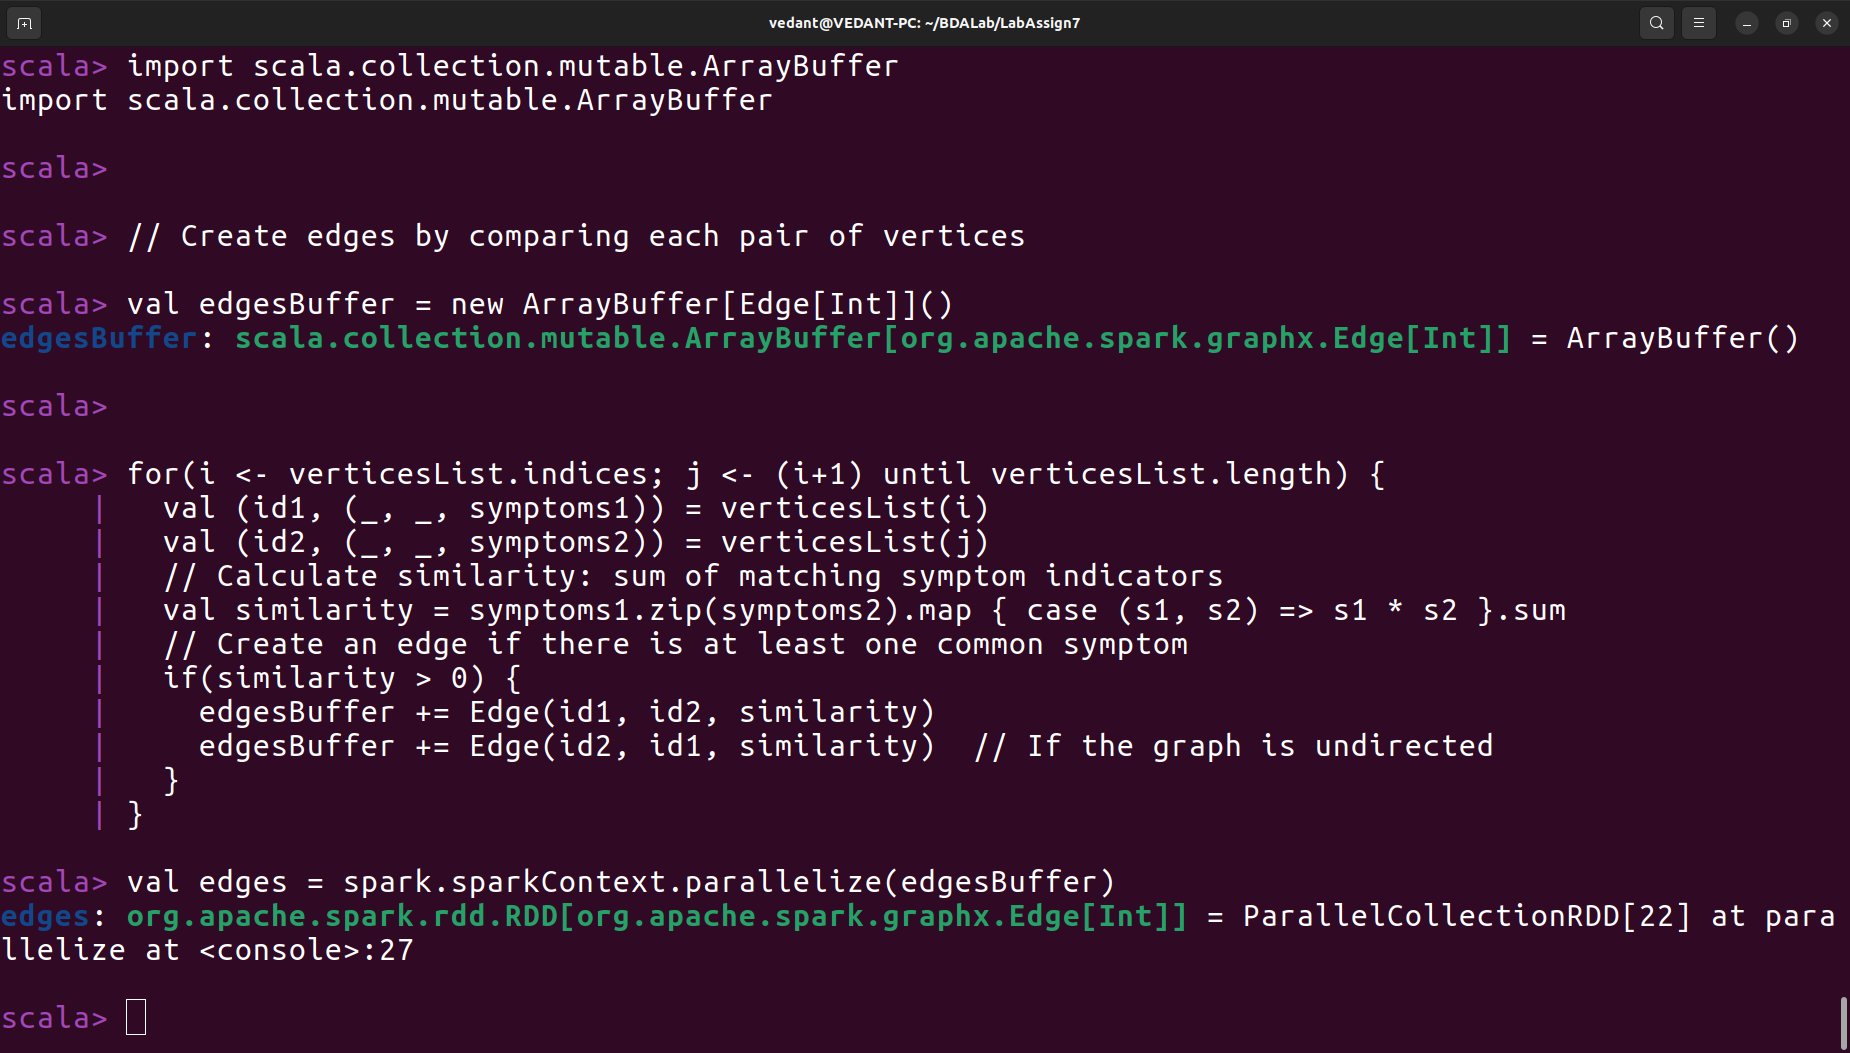 vedant@VEDANT-PC: ~/BDALab/LabAssign7
scala> import scala.collection.mutable.ArrayBuffer
import scala.collection.mutable.ArrayBuffer
scala>
scala> // Create edges by comparing each pair of vertices
scala> val edgesBuffer = new ArrayBuffer[Edge[Int]]()
edgesBuffer: scala.collection.mutable.ArrayBuffer[org.apache.spark.graphx.Edge[Int]] = ArrayBuffer()
scala>
scala> for(i <- verticesList.indices; j <- (i+1) until verticesList.length) {
     |   val (id1, (_, _, symptoms1)) = verticesList(i)
     |   val (id2, (_, _, symptoms2)) = verticesList(j)
     |   // Calculate similarity: sum of matching symptom indicators
     |   val similarity = symptoms1.zip(symptoms2).map { case (s1, s2) => s1 * s2 }.sum
     |   // Create an edge if there is at least one common symptom
     |   if(similarity > 0) {
     |     edgesBuffer += Edge(id1, id2, similarity)
     |     edgesBuffer += Edge(id2, id1, similarity)  // If the graph is undirected
     |   }
     | }
scala> val edges = spark.sparkContext.parallelize(edgesBuffer)
edges: org.apache.spark.rdd.RDD[org.apache.spark.graphx.Edge[Int]] = ParallelCollectionRDD[22] at para
llelize at <console>:27
scala>